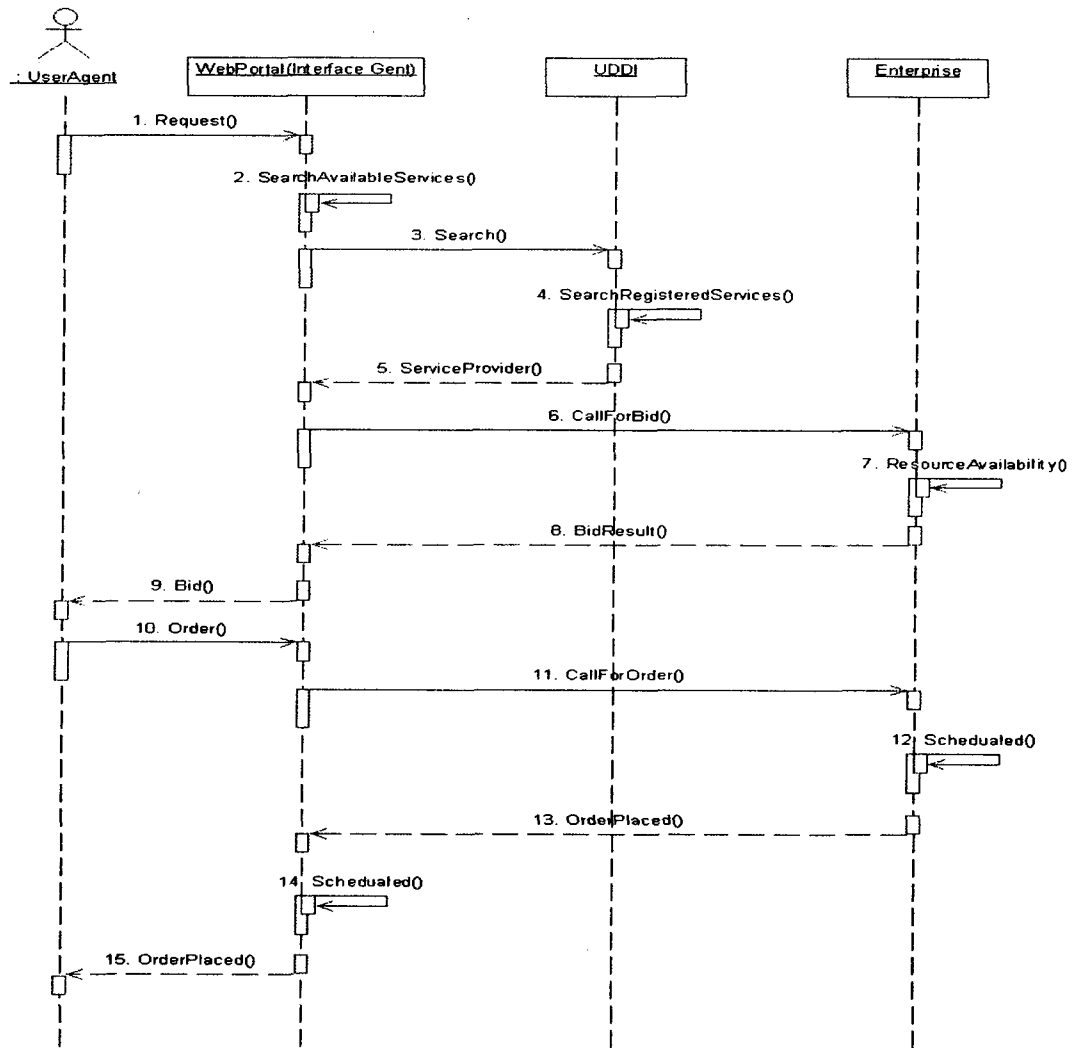 : UserAgent
WebPortal(Interface Gent)
UDDI
Enterprise
1. Request()
2. SearchAvailableServices()
3. Search()
4. SearchRegisteredServices()
5. ServiceProvider()
6. CallForBid()
7. ResourceAvailability()
8. BidResult()
9. Bid()
10. Order()
11. CallForOrder()
12. Schedualed()
13. OrderPlaced()
14. Schedualed()
15. OrderPlaced()